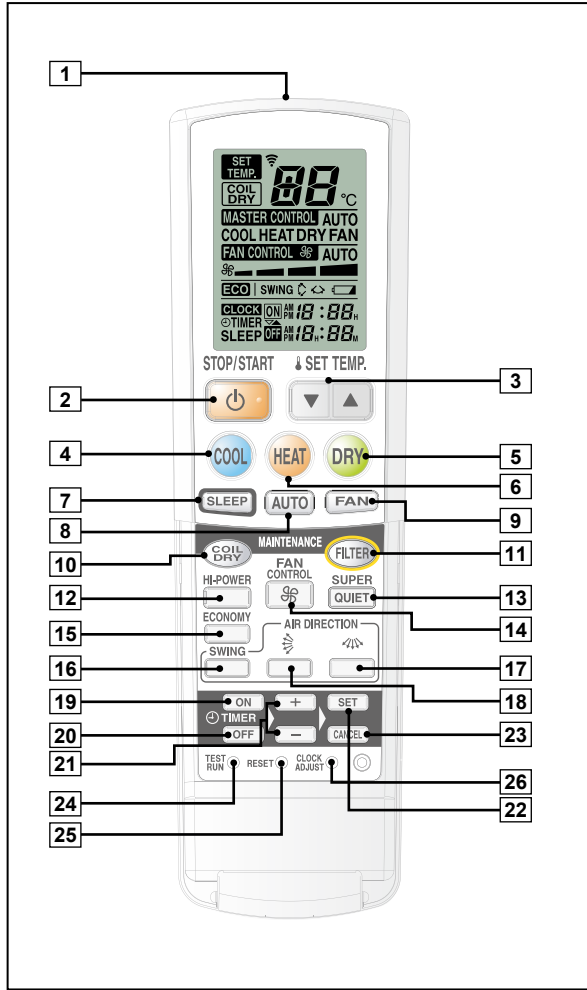 1
SET TEMP.
88 °C
COIL DRY
MASTER CONTROL AUTO
COOL HEAT DRY FAN
FAN CONTROL AUTO
ECO SWING
CLOCK ON AM PM 18:88 H
TIMER
SLEEP OFF AM PM 18 H. 88 M
STOP/START SET TEMP.
2
3
▼ ▲
4
COOL HEAT DRY
5
6
7
SLEEP AUTO FAN
8
9
MAINTENANCE
10
COIL DRY
FILTER
11
HI-POWER FAN CONTROL SUPER
12
QUIET
13
14
ECONOMY
15
AIR DIRECTION
SWING
16
17
18
19
ON + SET
TIMER
20
OFF − CANCEL
21
22
23
TEST RUN RESET CLOCK ADJUST
24
25
26